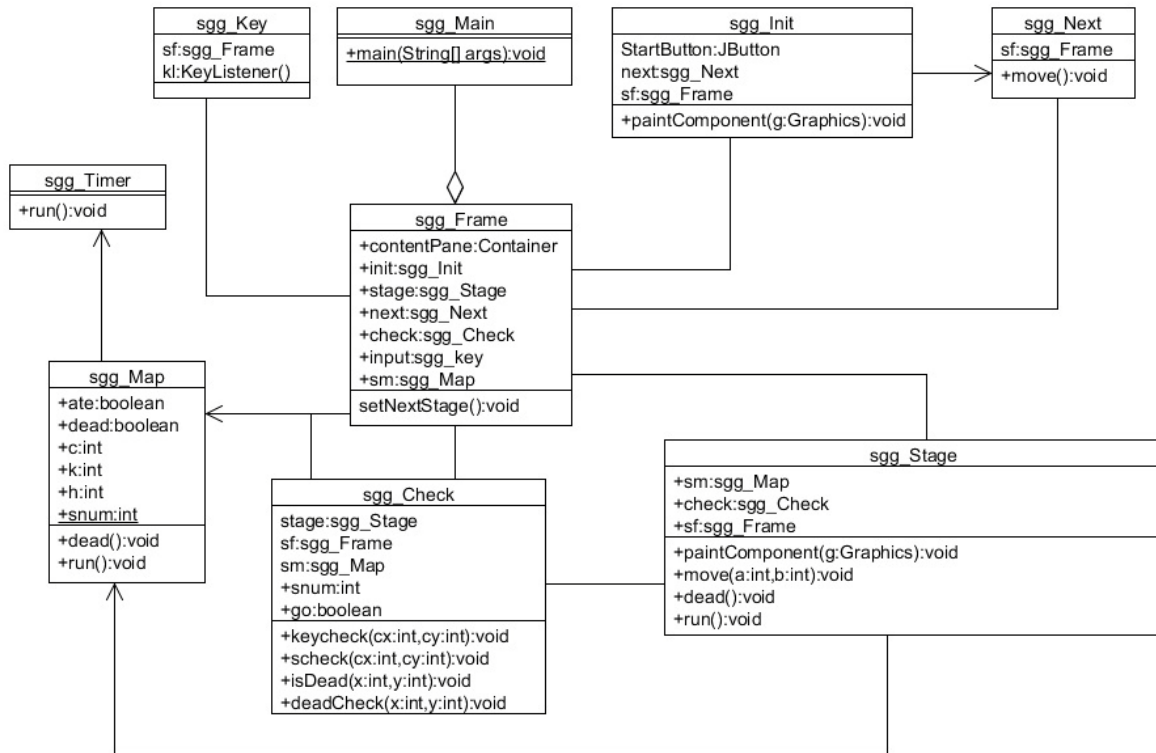 sgg_Key
sf:sgg_Frame
kl:KeyListener()
sgg_Main
+main(String[] args):void
sgg_Init
StartButton:JButton
next:sgg_Next
sf:sgg_Frame
+paintComponent(g:Graphics):void
sgg_Next
sf:sgg_Frame
+move():void
sgg_Timer
+run():void
sgg_Frame
+contentPane:Container
+init:sgg_Init
+stage:sgg_Stage
+next:sgg_Next
+check:sgg_Check
+input:sgg_key
+sm:sgg_Map
setNextStage():void
sgg_Map
+ate:boolean
+dead:boolean
+c:int
+k:int
+h:int
+snum:int
+dead():void
+run():void
sgg_Check
stage:sgg_Stage
sf:sgg_Frame
sm:sgg_Map
+snum:int
+go:boolean
+keycheck(cx:int,cy:int):void
+scheck(cx:int,cy:int):void
+isDead(x:int,y:int):void
+deadCheck(x:int,y:int):void
sgg_Stage
+sm:sgg_Map
+check:sgg_Check
+sf:sgg_Frame
+paintComponent(g:Graphics):void
+move(a:int,b:int):void
+dead():void
+run():void